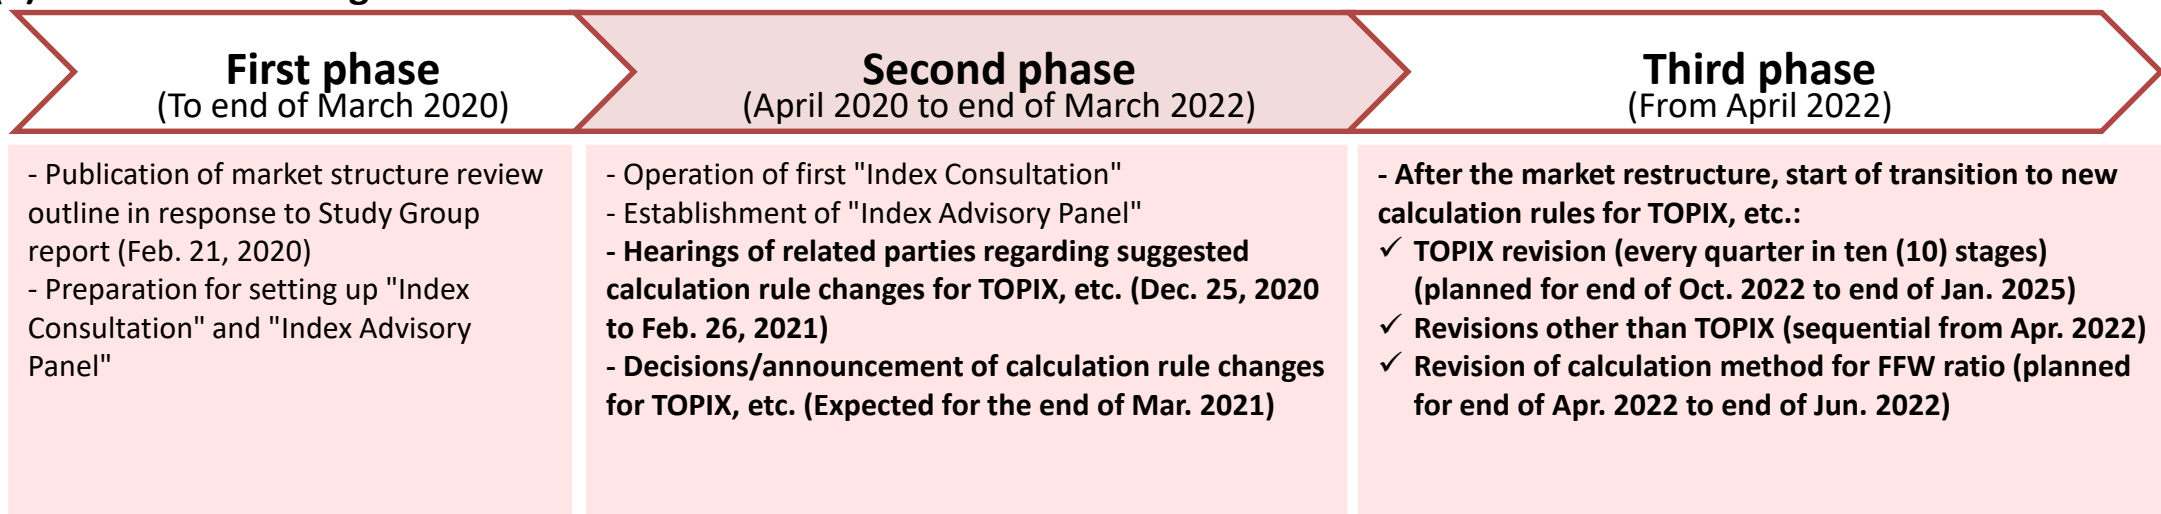 First phase
(To end of March 2020)
Second phase
(April 2020 to end of March 2022)
Third phase
(From April 2022)
- Publication of market structure review
outline in response to Study Group
report (Feb. 21, 2020)
- Preparation for setting up "Index
Consultation" and "Index Advisory
Panel"
- Operation of first "Index Consultation"
- Establishment of "Index Advisory Panel"
- Hearings of related parties regarding suggested
calculation rule changes for TOPIX, etc. (Dec. 25, 2020
to Feb. 26, 2021)
- Decisions/announcement of calculation rule changes
for TOPIX, etc. (Expected for the end of Mar. 2021)
- After the market restructure, start of transition to new
calculation rules for TOPIX, etc.:
✓ TOPIX revision (every quarter in ten (10) stages)
(planned for end of Oct. 2022 to end of Jan. 2025)
✓ Revisions other than TOPIX (sequential from Apr. 2022)
✓ Revision of calculation method for FFW ratio (planned
for end of Apr. 2022 to end of Jun. 2022)